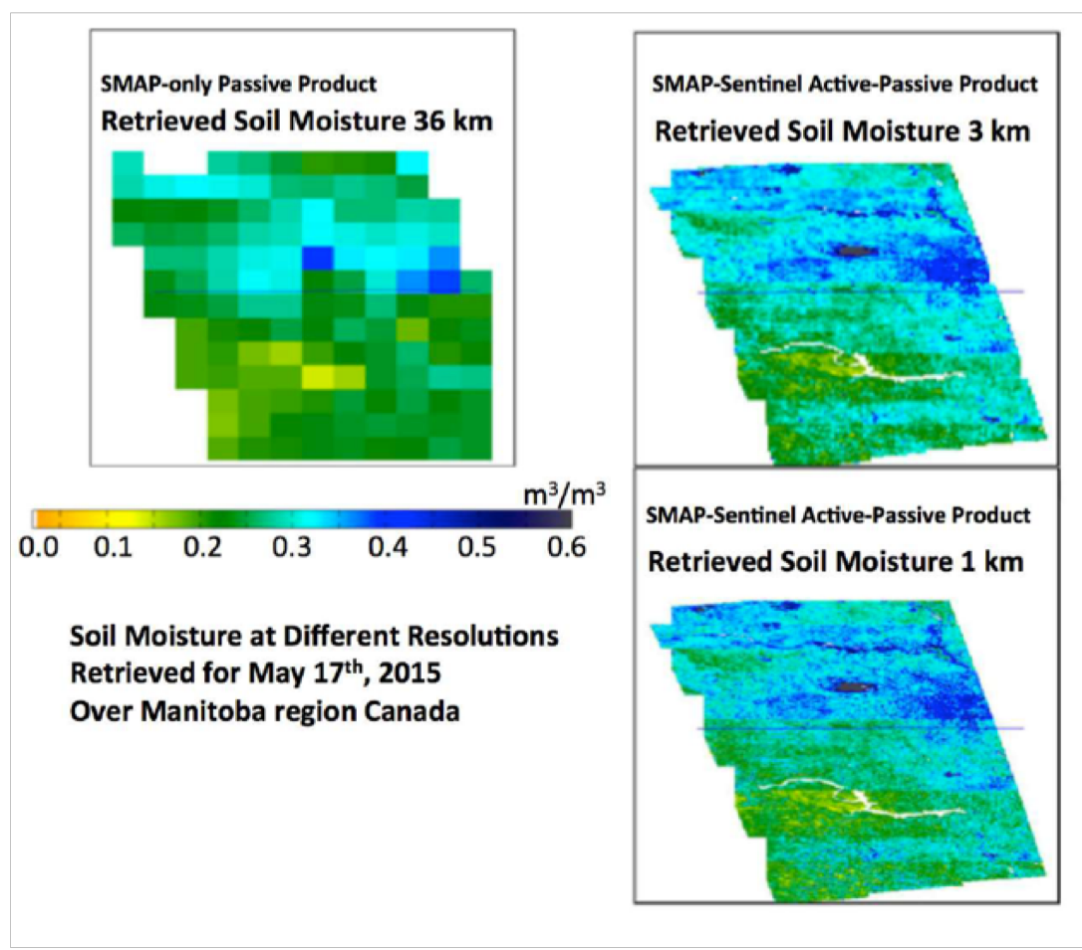 SMAP-only Passive Product
Retrieved Soil Moisture 36 km
SMAP-Sentinel Active-Passive Product
Retrieved Soil Moisture 3 km
m³/m³
0.0 0.1 0.2 0.3 0.4 0.5 0.6
SMAP-Sentinel Active-Passive Product
Retrieved Soil Moisture 1 km
Soil Moisture at Different Resolutions
Retrieved for May 17th, 2015
Over Manitoba region Canada